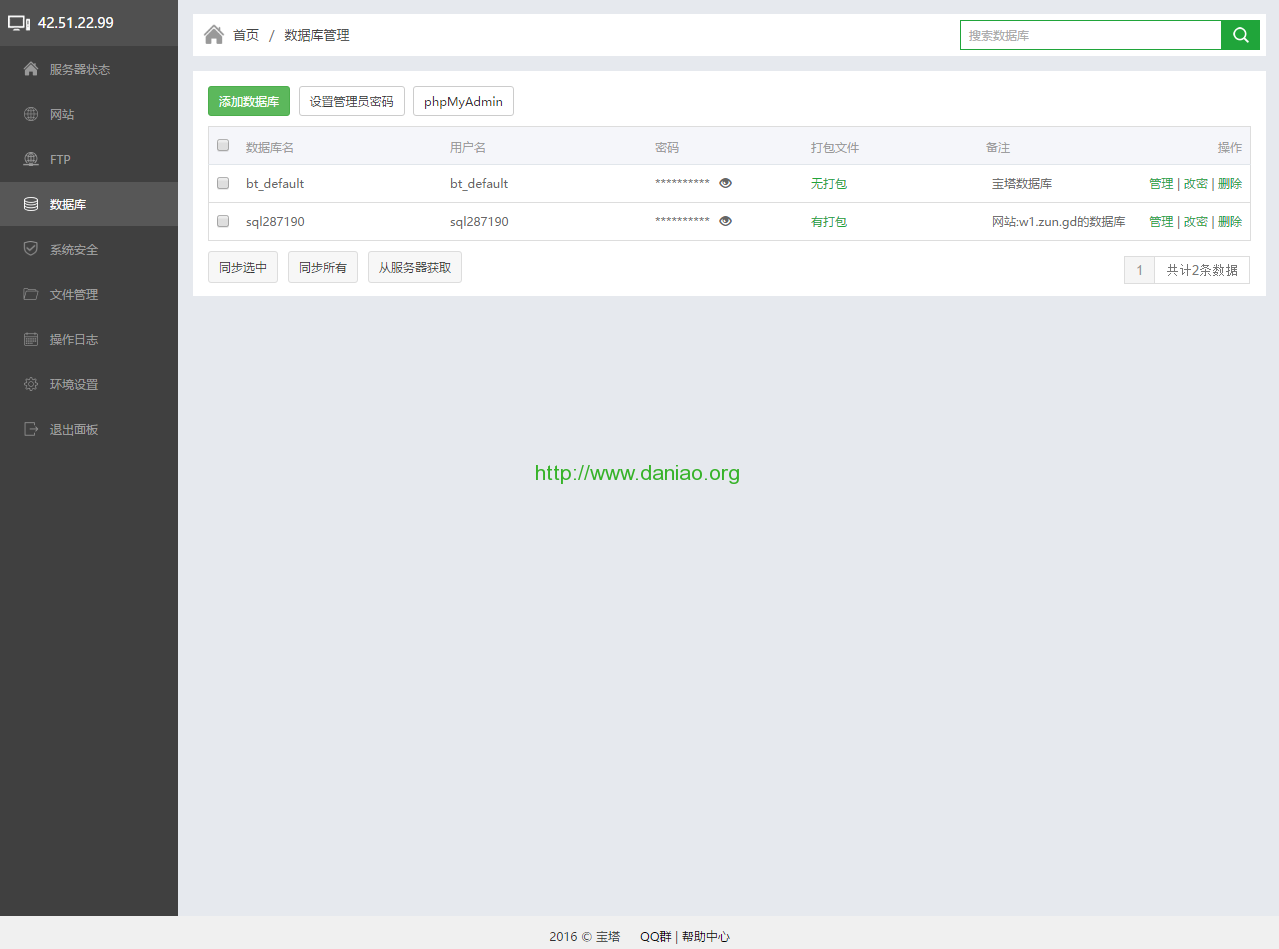 42.51.22.99
服务器状态
网站
FTP
数据库
系统安全
文件管理
操作日志
环境设置
退出面板
首页 / 数据库管理
搜索数据库
添加数据库 设置管理员密码 phpMyAdmin
数据库名 用户名 密码 打包文件 备注 操作
bt_default bt_default ********** 无打包 宝塔数据库 管理 | 改密 | 删除
sql287190 sql287190 ********** 有打包 网站:w1.zun.gd的数据库 管理 | 改密 | 删除
同步选中 同步所有 从服务器获取 1 共计2条数据
http://www.daniao.org
2016 © 宝塔 QQ群 | 帮助中心